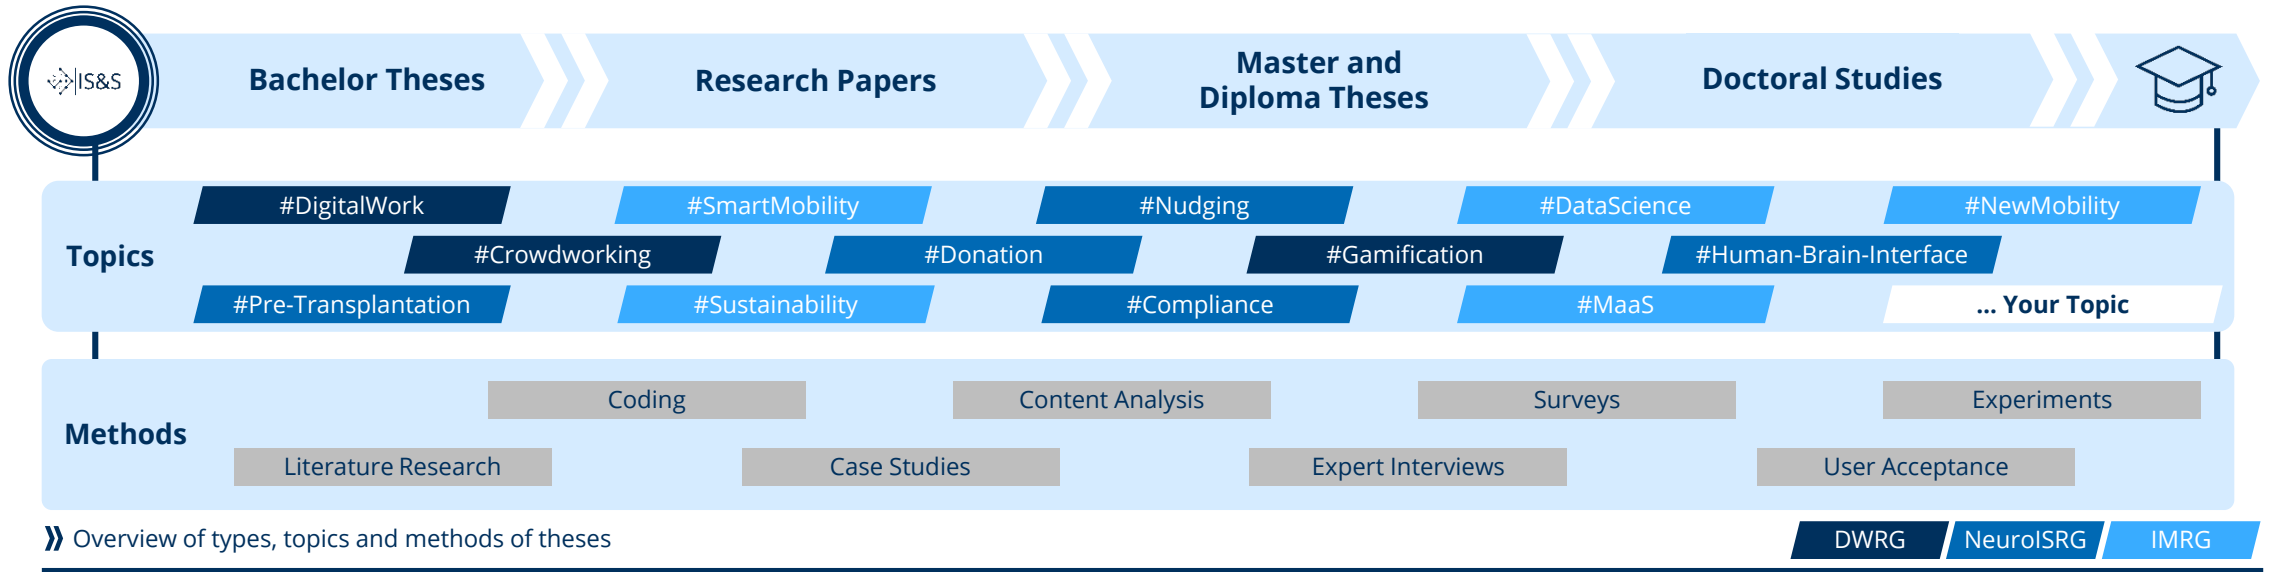 IS&S
Bachelor Theses
Research Papers
Master and
Diploma Theses
Doctoral Studies
Topics
#DigitalWork
#SmartMobility
#Nudging
#DataScience
#NewMobility
#Crowdworking
#Donation
#Gamification
#Human-Brain-Interface
#Pre-Transplantation
#Sustainability
#Compliance
#MaaS
... Your Topic
Methods
Coding
Content Analysis
Surveys
Experiments
Literature Research
Case Studies
Expert Interviews
User Acceptance
Overview of types, topics and methods of theses
DWRG
NeuroISRG
IMRG